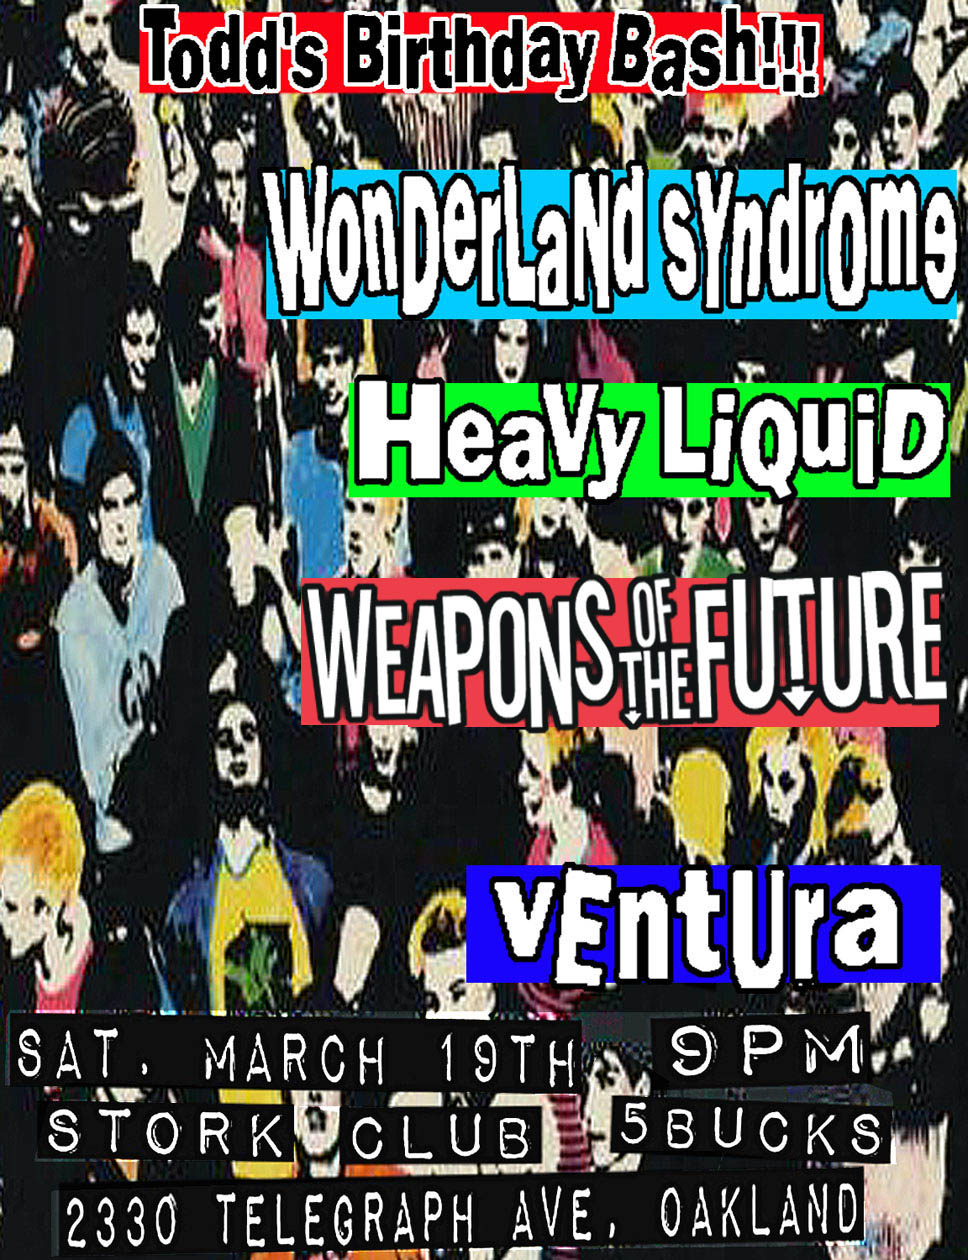 Todd's Birthday Bash!!!
WonDerLaNd sYndrome
HeaVy LiQuiD
WEAPONS OF THE FUTURE
vEntUra
SAT. MARCH 19TH 9PM
STORK CLUB 5BUCKS
2330 TELEGRAPH AVE, OAKLAND